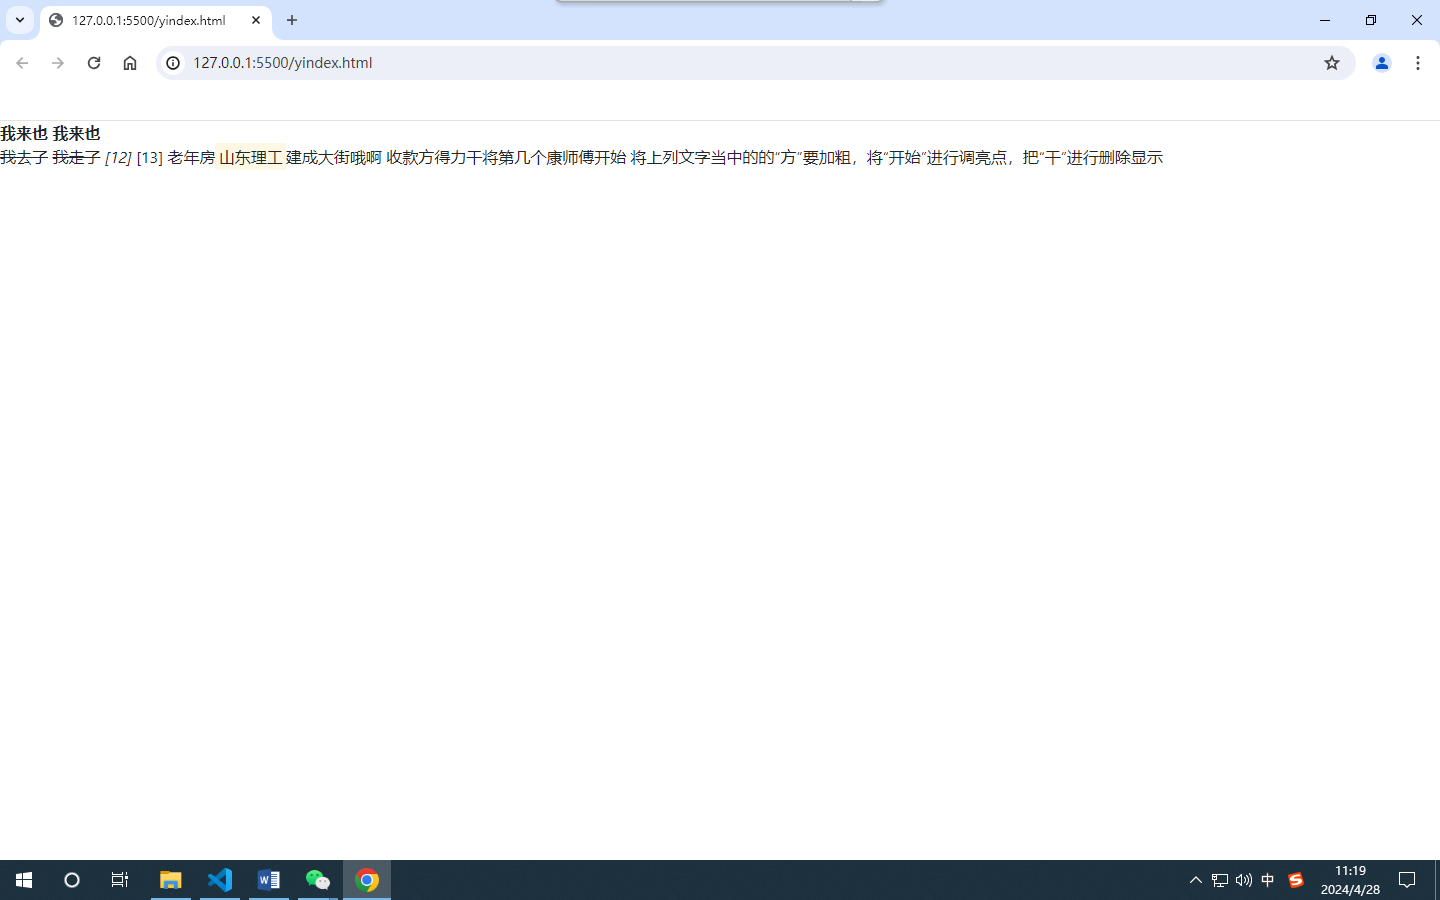 127.0.0.1:5500/yindex.html
127.0.0.1:5500/yindex.html
我来也 我来也
我去了 我走了 [12] [13] 老年房 山东理工 建成大街哦啊 收款方得力干将第几个康师傅开始 将上列文字当中的的“方”要加粗，将“开始”进行调亮点，把“干”进行删除显示
中
11:19
2024/4/28